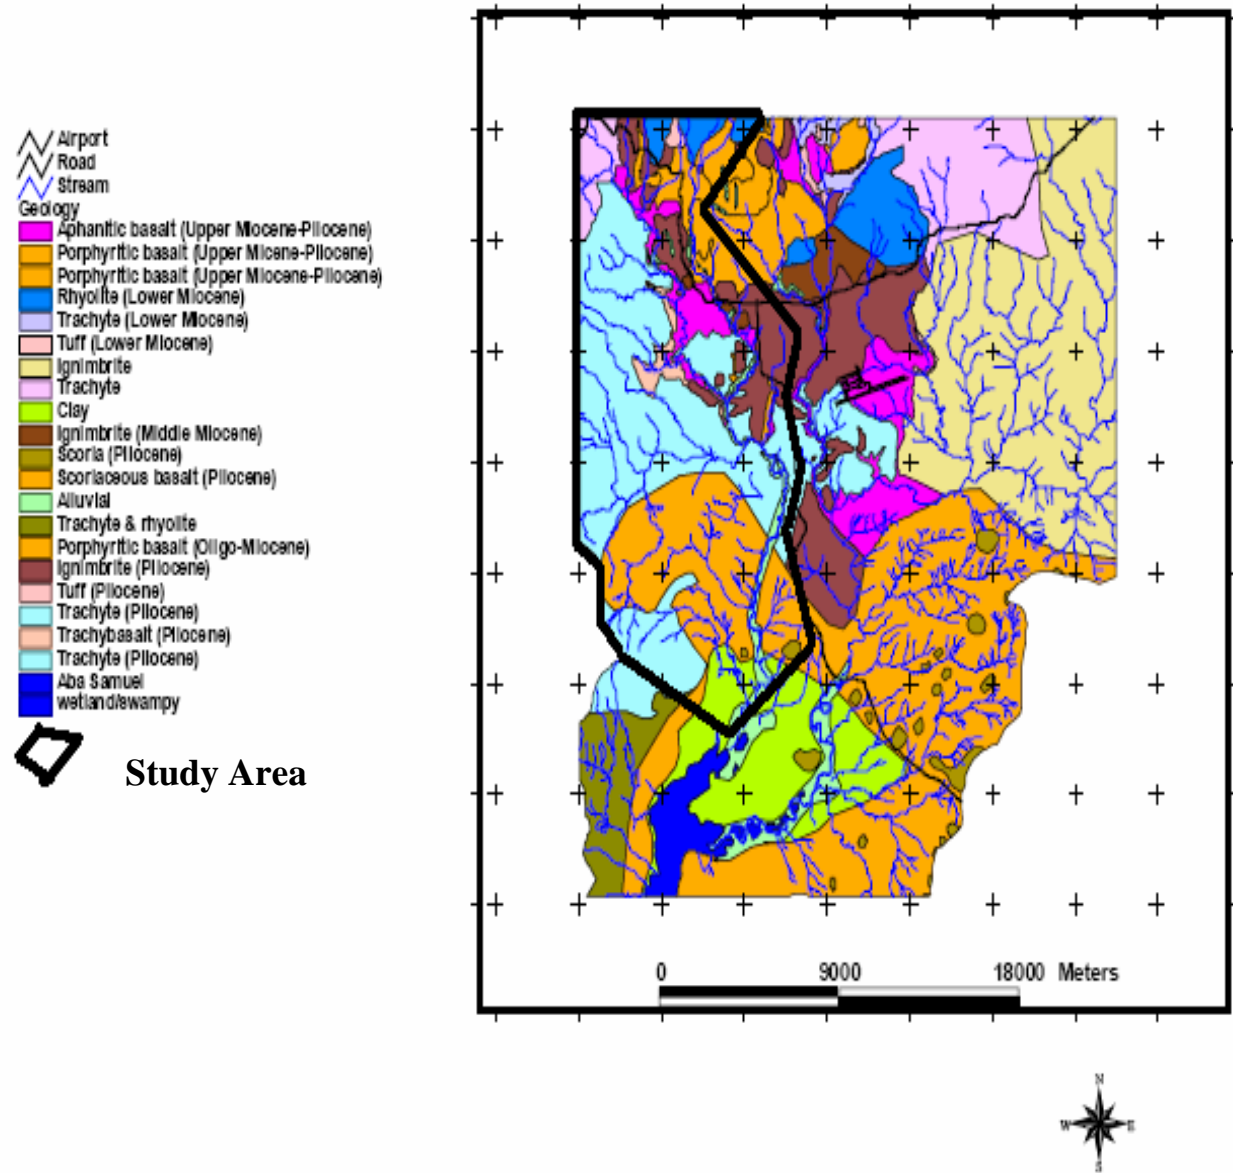 Airport
Road
Stream
Geology
Aphanitic basalt (Upper Miocene-Pliocene)
Porphyritic basalt (Upper Micene-Pliocene)
Porphyritic basalt (Upper Miocene-Pliocene)
Rhyolite (Lower Miocene)
Trachyte (Lower Miocene)
Tuff (Lower Miocene)
Ignimbrite
Trachyte
Clay
Ignimbrite (Middle Miocene)
Scoria (Pliocene)
Scoriaceous basalt (Pliocene)
Alluvial
Trachyte & rhyolite
Porphyritic basalt (Oligo-Miocene)
Ignimbrite (Pliocene)
Tuff (Pliocene)
Trachyte (Pliocene)
Trachybasalt (Pliocene)
Trachyte (Pliocene)
Aba Samuel
wetland/swampy
Study Area
0 9000 18000 Meters
N
W E
S